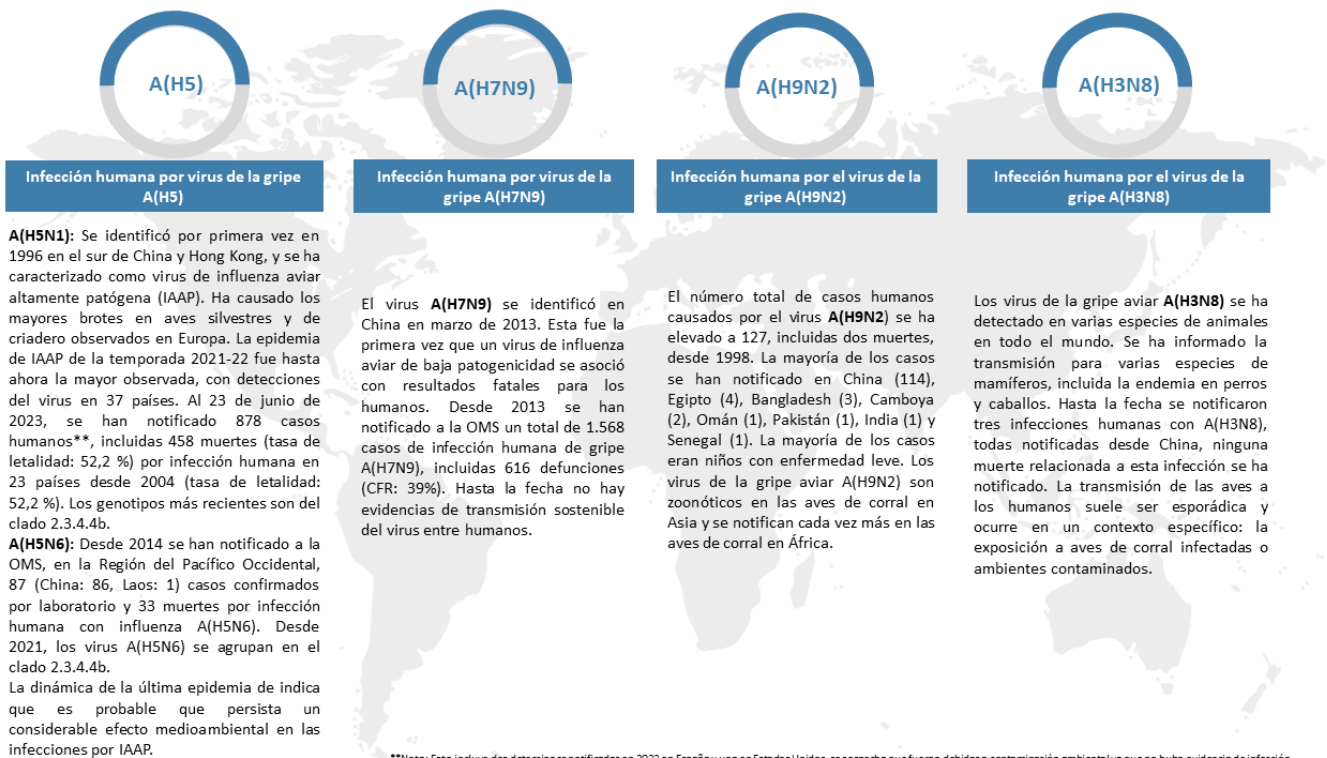 A(H5)
Infección humana por virus de la gripe
A(H5)
A(H5N1): Se identificó por primera vez en
1996 en el sur de China y Hong Kong, y se ha
caracterizado como virus de influenza aviar
altamente patógena (IAAP). Ha causado los
mayores brotes en aves silvestres y de
criadero observados en Europa. La epidemia
de IAAP de la temporada 2021-22 fue hasta
ahora la mayor observada, con detecciones
del virus en 37 países. Al 23 de junio de
2023, se han notificado 878 casos
humanos**, incluidas 458 muertes (tasa de
letalidad: 52,2 %) por infección humana en
23 países desde 2004 (tasa de letalidad:
52,2 %). Los genotipos más recientes son del
clado 2.3.4.4b.
A(H5N6): Desde 2014 se han notificado a la
OMS, en la Región del Pacífico Occidental,
87 (China: 86, Laos: 1) casos confirmados
por laboratorio y 33 muertes por infección
humana con influenza A(H5N6). Desde
2021, los virus A(H5N6) se agrupan en el
clado 2.3.4.4b.
La dinámica de la última epidemia de indica
que es probable que persista un
considerable efecto medioambiental en las
infecciones por IAAP.
A(H7N9)
Infección humana por virus de la
gripe A(H7N9)
El virus A(H7N9) se identificó en
China en marzo de 2013. Esta fue la
primera vez que un virus de influenza
aviar de baja patogenicidad se asoció
con resultados fatales para los
humanos. Desde 2013 se han
notificado a la OMS un total de 1.568
casos de infección humana de gripe
A(H7N9), incluidas 616 defunciones
(CFR: 39%). Hasta la fecha no hay
evidencias de transmisión sostenible
del virus entre humanos.
A(H9N2)
Infección humana por el virus de la
gripe A(H9N2)
El número total de casos humanos
causados por el virus A(H9N2) se ha
elevado a 127, incluidas dos muertes,
desde 1998. La mayoría de los casos
se han notificado en China (114),
Egipto (4), Bangladesh (3), Camboya
(2), Omán (1), Pakistán (1), India (1) y
Senegal (1). La mayoría de los casos
eran niños con enfermedad leve. Los
virus de la gripe aviar A(H9N2) son
zoonóticos en las aves de corral en
Asia y se notifican cada vez más en las
aves de corral en África.
A(H3N8)
Infección humana por el virus de la
gripe A(H3N8)
Los virus de la gripe aviar A(H3N8) se ha
detectado en varias especies de animales
en todo el mundo. Se ha informado la
transmisión para varias especies de
mamíferos, incluida la endemia en perros
y caballos. Hasta la fecha se notificaron
tres infecciones humanas con A(H3N8),
todas notificadas desde China, ninguna
muerte relacionada a esta infección se ha
notificado. La transmisión de las aves a
los humanos suele ser esporádica y
ocurre en un contexto específico: la
exposición a aves de corral infectadas o
ambientes contaminados.